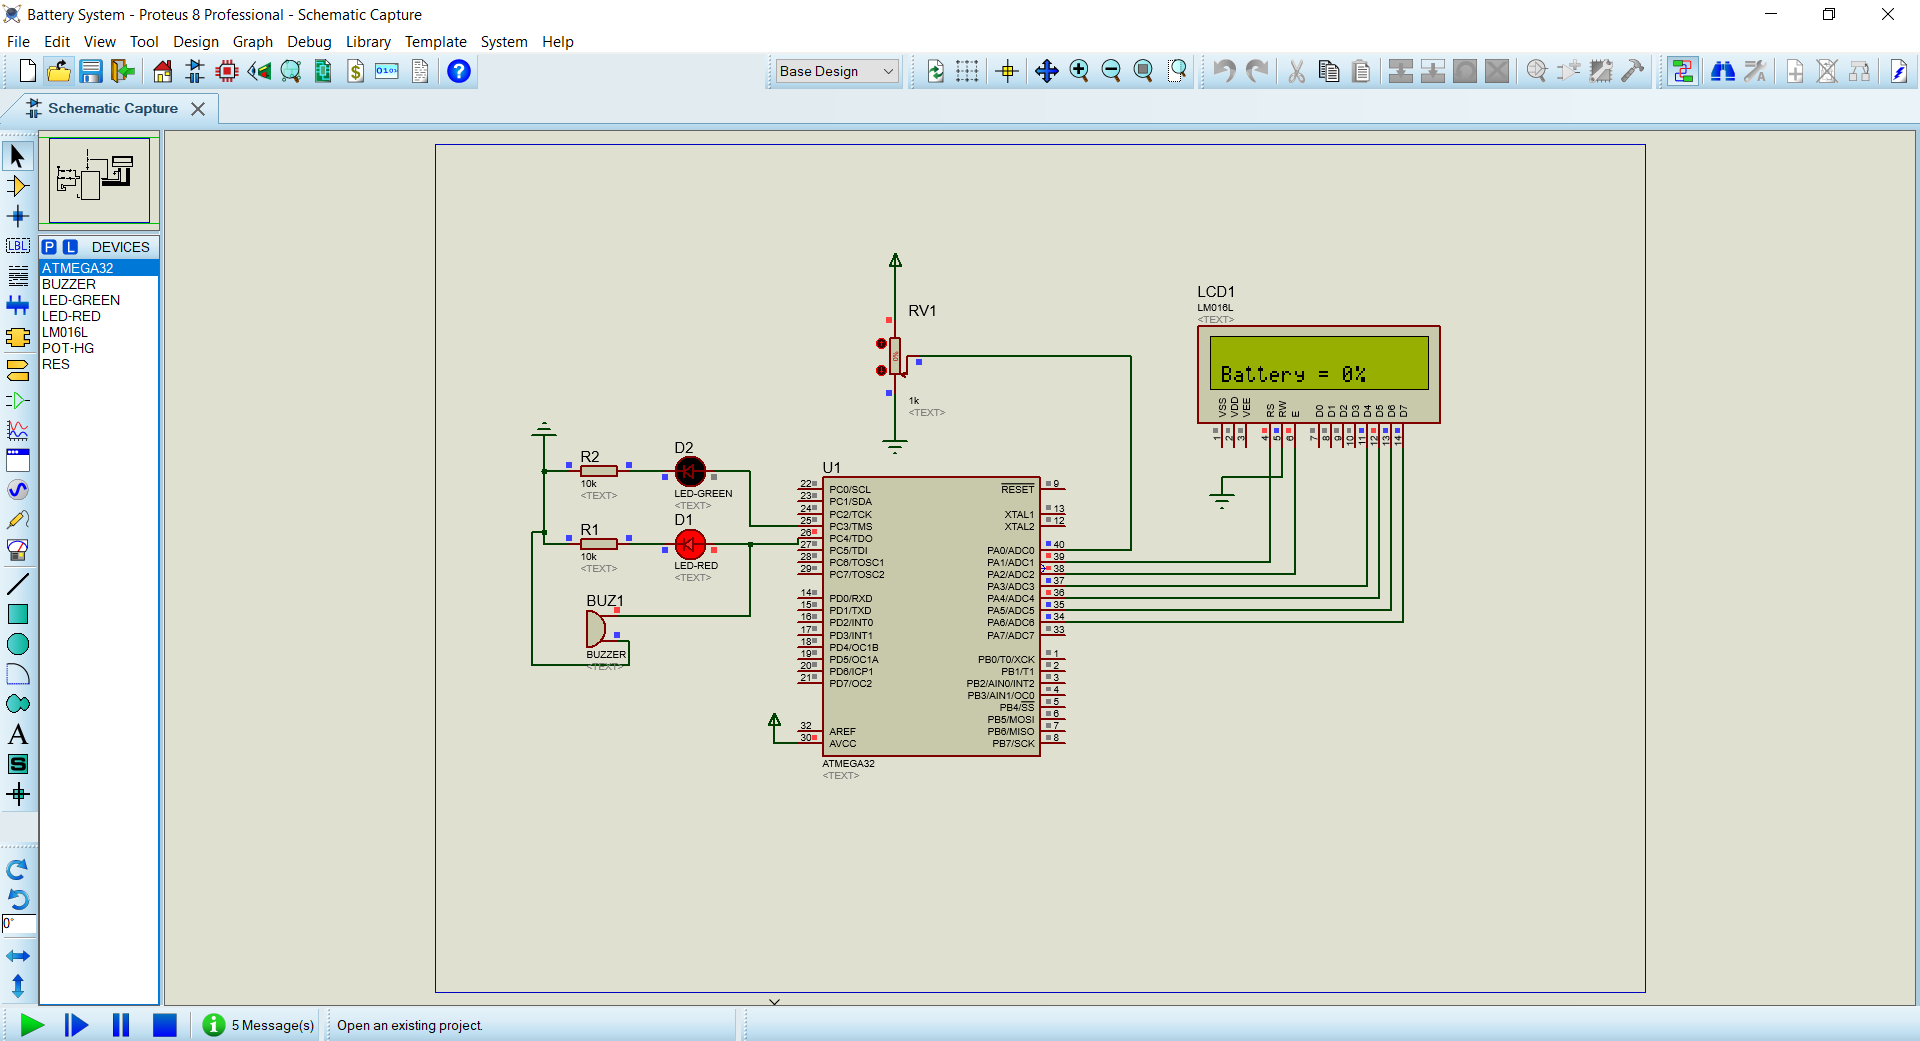 Battery System - Proteus 8 Professional - Schematic Capture
File Edit View Tool Design Graph Debug Library Template System Help
Base Design
Schematic Capture
P L DEVICES
ATMEGA32
BUZZER
LED-GREEN
LED-RED
LM016L
POT-HG
RES
LBL
A
S
0°
RV1
0%
1k
<TEXT>
LCD1
LM016L
<TEXT>
Battery = 0%
VSS VDD VEE RS RW E D0 D1 D2 D3 D4 D5 D6 D7
1 2 3 4 5 6 7 8 9 10 11 12 13 14
R2
10k
<TEXT>
D2
LED-GREEN
<TEXT>
R1
10k
<TEXT>
D1
LED-RED
<TEXT>
BUZ1
BUZZER
<TEXT>
U1
22 PC0/SCL RESET 9
23 PC1/SDA
24 PC2/TCK XTAL1 13
25 PC3/TMS XTAL2 12
26 PC4/TDO
27 PC5/TDI PA0/ADC0 40
28 PC6/TOSC1 PA1/ADC1 39
29 PC7/TOSC2 PA2/ADC2 38
PA3/ADC3 37
14 PD0/RXD PA4/ADC4 36
15 PD1/TXD PA5/ADC5 35
16 PD2/INT0 PA6/ADC6 34
17 PD3/INT1 PA7/ADC7 33
18 PD4/OC1B
19 PD5/OC1A PB0/T0/XCK 1
20 PD6/ICP1 PB1/T1 2
21 PD7/OC2 PB2/AIN0/INT2 3
PB3/AIN1/OC0 4
PB4/SS 5
PB5/MOSI 6
32 AREF PB6/MISO 7
30 AVCC PB7/SCK 8
ATMEGA32
<TEXT>
5 Message(s) Open an existing project.